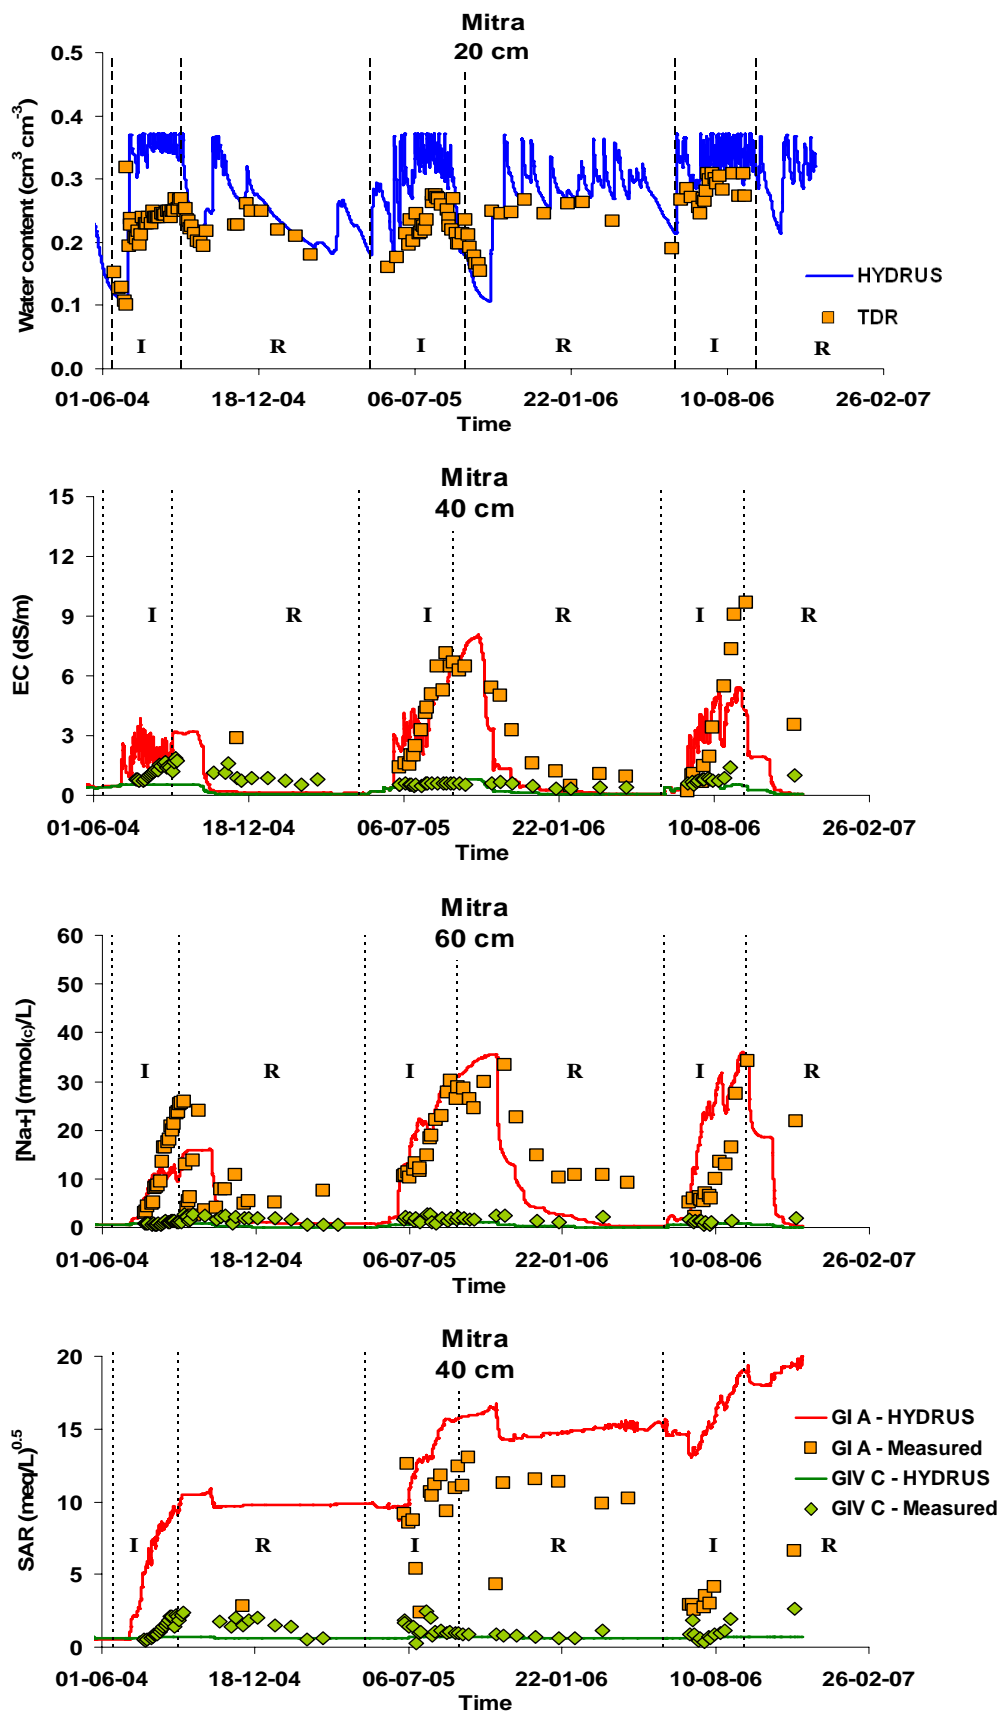 Mitra
20 cm
Water content (cm³ cm⁻³)
0.5
0.4
0.3
0.2
0.1
0.0
HYDRUS
TDR
I R I R I R
01-06-04 18-12-04 06-07-05 22-01-06 10-08-06 26-02-07
Time
Mitra
40 cm
EC (dS/m)
15
12
9
6
3
0
I R I R I R
01-06-04 18-12-04 06-07-05 22-01-06 10-08-06 26-02-07
Time
Mitra
60 cm
[Na+] (mmol(c)/L)
60
50
40
30
20
10
0
I R I R I R
01-06-04 18-12-04 06-07-05 22-01-06 10-08-06 26-02-07
Time
Mitra
40 cm
SAR (meq/L)^0.5
20
15
10
5
0
GI A - HYDRUS
GI A - Measured
GIV C - HYDRUS
GIV C - Measured
I R I R I R
01-06-04 18-12-04 06-07-05 22-01-06 10-08-06 26-02-07
Time